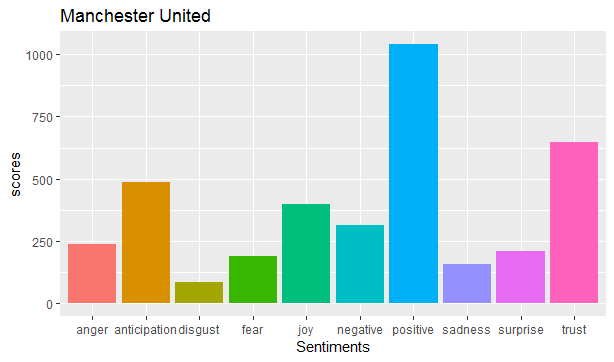 Manchester United
scores
1000
750
500
250
0
anger anticipation disgust fear joy negative positive sadness surprise trust
Sentiments